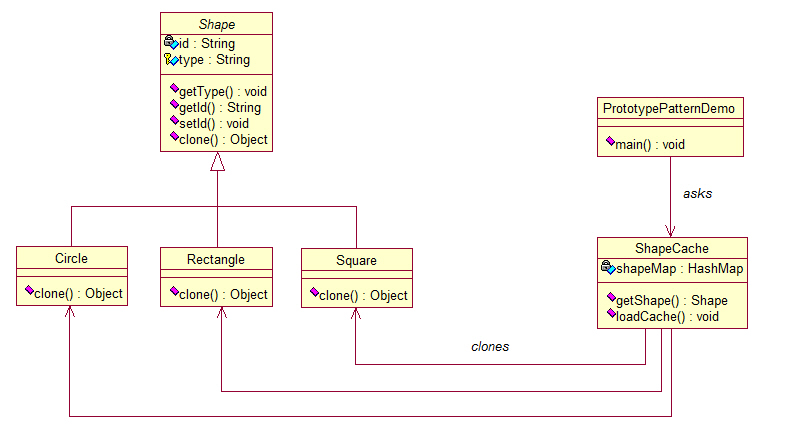 Shape
id : String
type : String
getType() : void
getId() : String
setId() : void
clone() : Object
PrototypePatternDemo
main() : void
asks
Circle
clone() : Object
Rectangle
clone() : Object
Square
clone() : Object
ShapeCache
shapeMap : HashMap
getShape() : Shape
loadCache() : void
clones